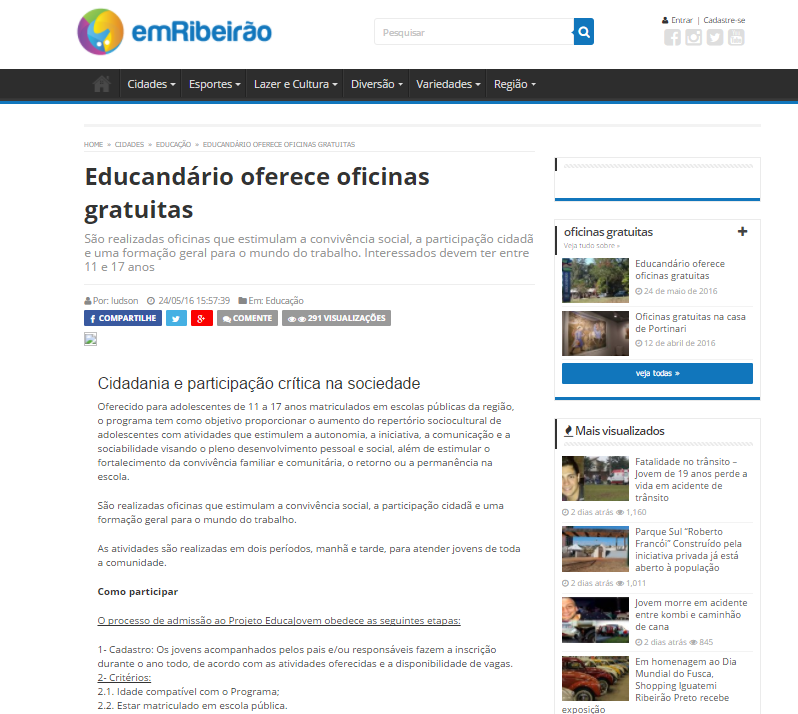 emRibeirão
Pesquisar
Entrar | Cadastre-se
Cidades Esportes Lazer e Cultura Diversão Variedades Região
HOME » CIDADES » EDUCAÇÃO » EDUCANDÁRIO OFERECE OFICINAS GRATUITAS
Educandário oferece oficinas
gratuitas
São realizadas oficinas que estimulam a convivência social, a participação cidadã
e uma formação geral para o mundo do trabalho. Interessados devem ter entre
11 e 17 anos
Por: ludson 24/05/16 15:57:39 Em: Educação
COMPARTILHE COMENTE 291 VISUALIZAÇÕES
Cidadania e participação crítica na sociedade
Oferecido para adolescentes de 11 a 17 anos matriculados em escolas públicas da região,
o programa tem como objetivo proporcionar o aumento do repertório sociocultural de
adolescentes com atividades que estimulem a autonomia, a iniciativa, a comunicação e a
sociabilidade visando o pleno desenvolvimento pessoal e social, além de estimular o
fortalecimento da convivência familiar e comunitária, o retorno ou a permanência na
escola.
São realizadas oficinas que estimulam a convivência social, a participação cidadã e uma
formação geral para o mundo do trabalho.
As atividades são realizadas em dois períodos, manhã e tarde, para atender jovens de toda
a comunidade.
Como participar
O processo de admissão ao Projeto EducaJovem obedece as seguintes etapas:
1- Cadastro: Os jovens acompanhados pelos pais e/ou responsáveis fazem a inscrição
durante o ano todo, de acordo com as atividades oferecidas e a disponibilidade de vagas.
2- Critérios:
2.1. Idade compatível com o Programa;
2.2. Estar matriculado em escola pública.
oficinas gratuitas
Veja tudo sobre »
Educandário oferece
oficinas gratuitas
24 de maio de 2016
Oficinas gratuitas na casa
de Portinari
12 de abril de 2016
veja todas »
Mais visualizados
Fatalidade no trânsito –
Jovem de 19 anos perde a
vida em acidente de
trânsito
2 dias atrás 1,160
Parque Sul “Roberto
Francói” Construído pela
iniciativa privada já está
aberto à população
2 dias atrás 1,011
Jovem morre em acidente
entre kombi e caminhão
de cana
2 dias atrás 845
Em homenagem ao Dia
Mundial do Fusca,
Shopping Iguatemi
Ribeirão Preto recebe
exposição